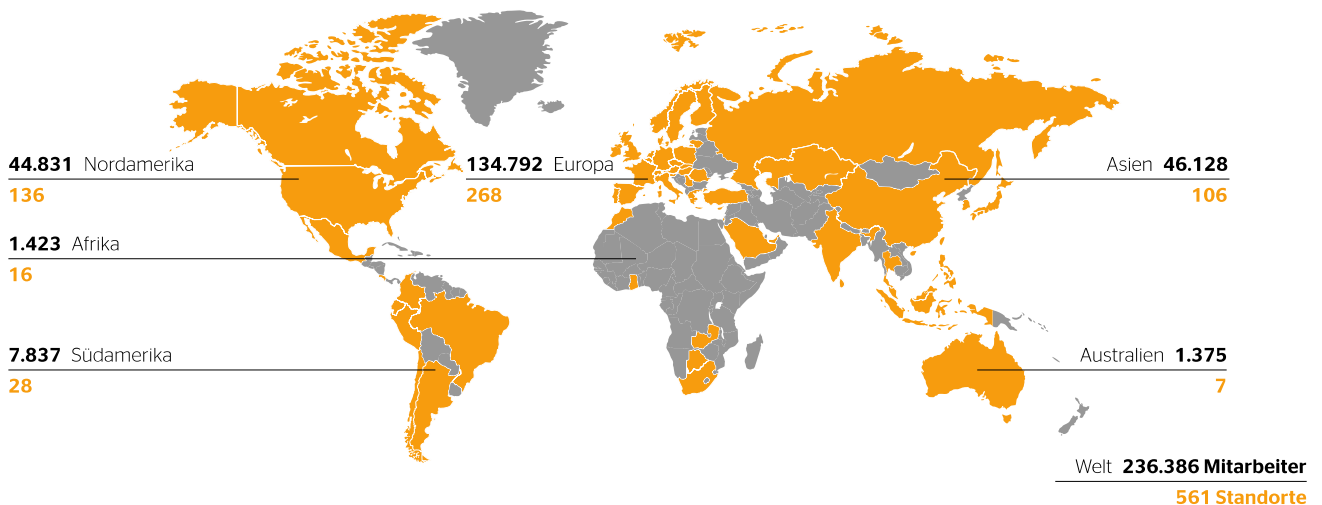 44.831 Nordamerika
136
134.792 Europa
268
Asien 46.128
106
1.423 Afrika
16
7.837 Südamerika
28
Australien 1.375
7
Welt 236.386 Mitarbeiter
561 Standorte